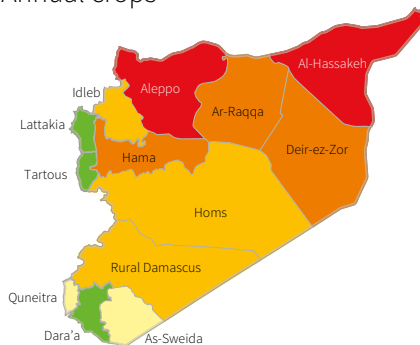 Annual crops
Al-Hassakeh
Aleppo
Idleb
Ar-Raqqa
Lattakia
Deir-ez-Zor
Hama
Tartous
Homs
Rural Damascus
Quneitra
Dara'a
As-Sweida